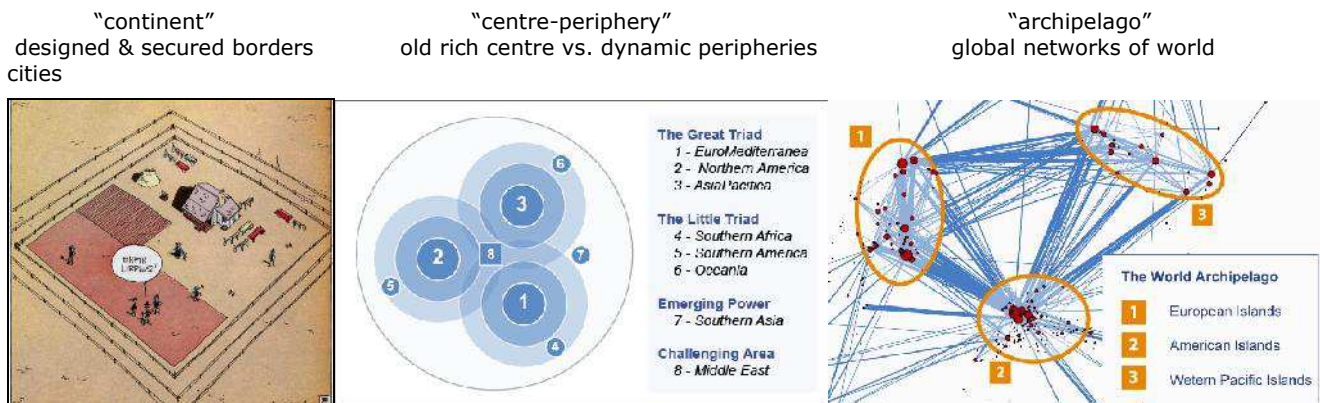 “continent”
designed & secured borders
cities
“centre-periphery”
old rich centre vs. dynamic peripheries
“archipelago”
global networks of world
3
6
2
8
7
5
1
4
The Great Triad
1 - EuroMediterranea
2 - Northern America
3 - AsiaPacifica
The Little Triad
4 - Southern Africa
5 - Southern America
6 - Oceania
Emerging Power
7 - Southern Asia
Challenging Area
8 - Middle East
1
3
2
The World Archipelago
1 European Islands
2 American Islands
3 Wetern Pacific Islands